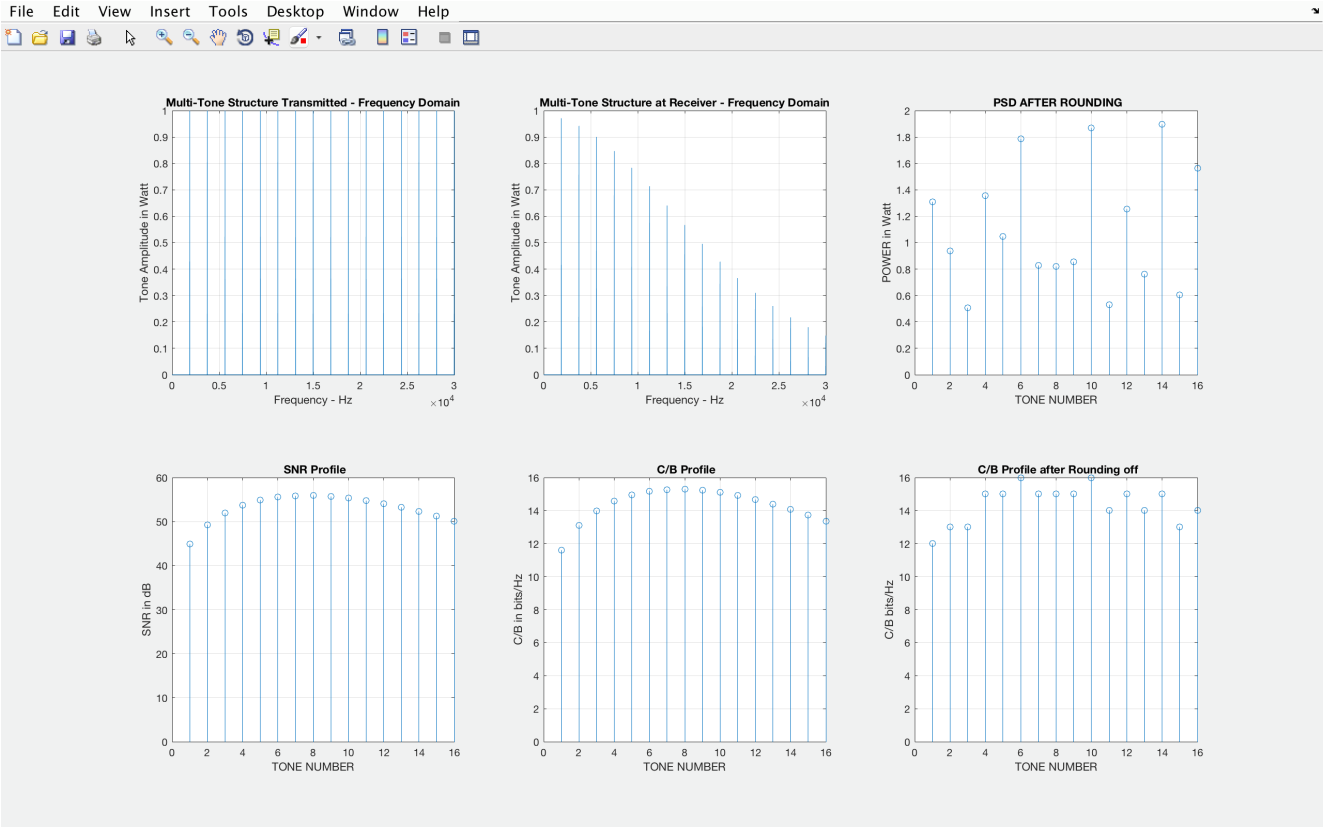 File Edit View Insert Tools Desktop Window Help
Multi-Tone Structure Transmitted - Frequency Domain
1
0.9
0.8
0.7
0.6
0.5
0.4
0.3
0.2
0.1
0
Tone Amplitude in Watt
0 0.5 1 1.5 2 2.5 3
Frequency - Hz
×10⁴
Multi-Tone Structure at Receiver - Frequency Domain
1
0.9
0.8
0.7
0.6
0.5
0.4
0.3
0.2
0.1
0
Tone Amplitude in Watt
0 0.5 1 1.5 2 2.5 3
Frequency - Hz
×10⁴
PSD AFTER ROUNDING
2
1.8
1.6
1.4
1.2
1
0.8
0.6
0.4
0.2
0
POWER in Watt
0 2 4 6 8 10 12 14 16
TONE NUMBER
SNR Profile
60
50
40
30
20
10
0
SNR in dB
0 2 4 6 8 10 12 14 16
TONE NUMBER
C/B Profile
16
14
12
10
8
6
4
2
0
C/B in bits/Hz
0 2 4 6 8 10 12 14 16
TONE NUMBER
C/B Profile after Rounding off
16
14
12
10
8
6
4
2
0
C/B bits/Hz
0 2 4 6 8 10 12 14 16
TONE NUMBER